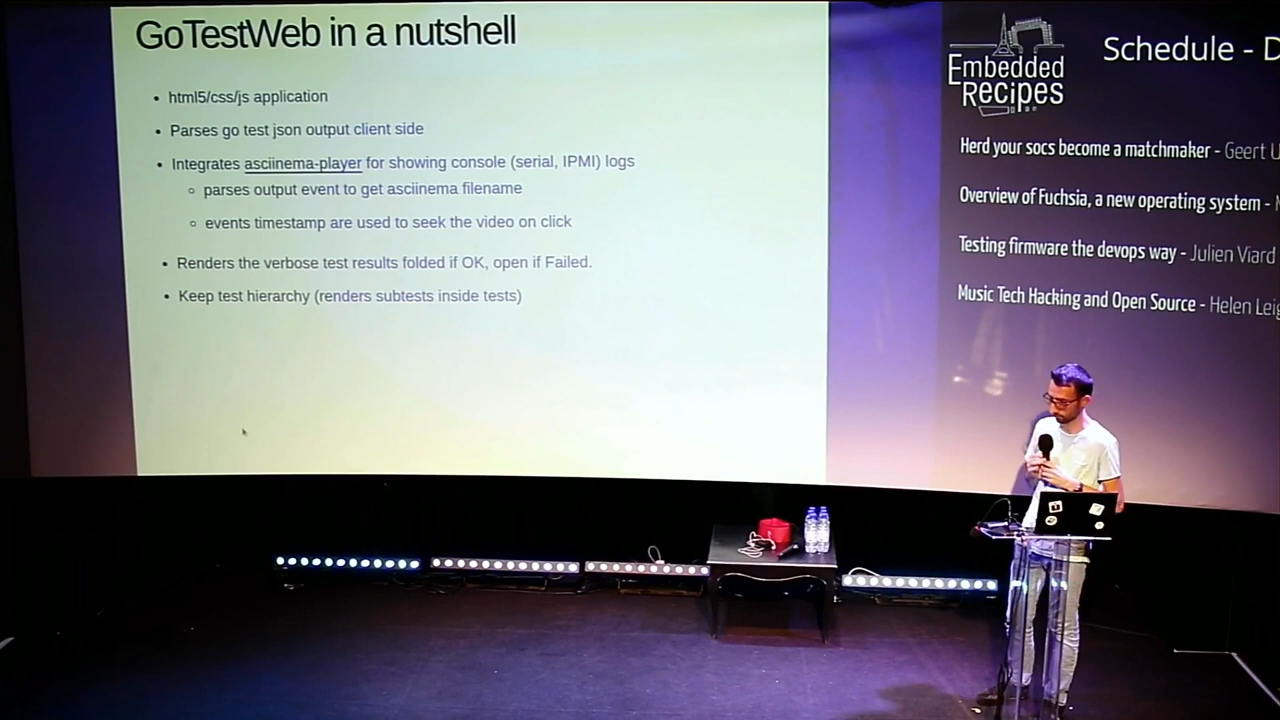 GoTestWeb in a nutshell
html5/css/js application
Parses go test json output client side
Integrates asciinema-player for showing console (serial, IPMI) logs
parses output event to get asciinema filename
events timestamp are used to seek the video on click
Renders the verbose test results folded if OK, open if Failed.
Keep test hierarchy (renders subtests inside tests)
Embedded
Recipes
Schedule - D
Herd your socs become a matchmaker - Geert U
Overview of Fuchsia, a new operating system -
Testing firmware the devops way - Julien Viard
Music Tech Hacking and Open Source - Helen Leig